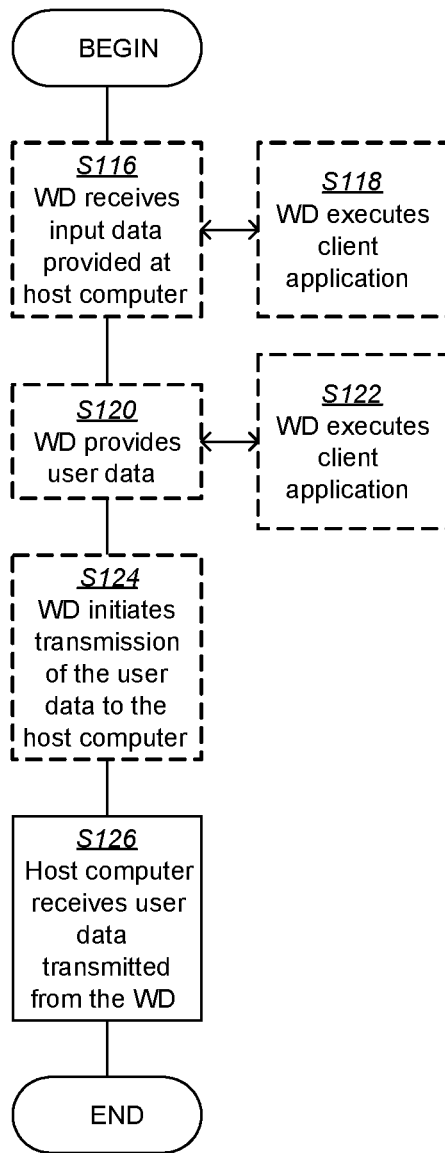 BEGIN
S116
WD receives
input data
provided at
host computer
S118
WD executes
client
application
S120
WD provides
user data
S122
WD executes
client
application
S124
WD initiates
transmission
of the user
data to the
host computer
S126
Host computer
receives user
data
transmitted
from the WD
END